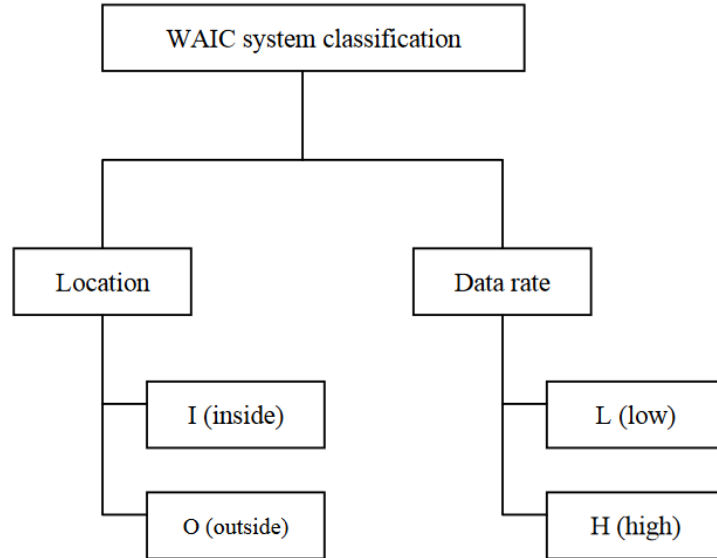 WAIC system classification
Location
Data rate
I (inside)
L (low)
O (outside)
H (high)